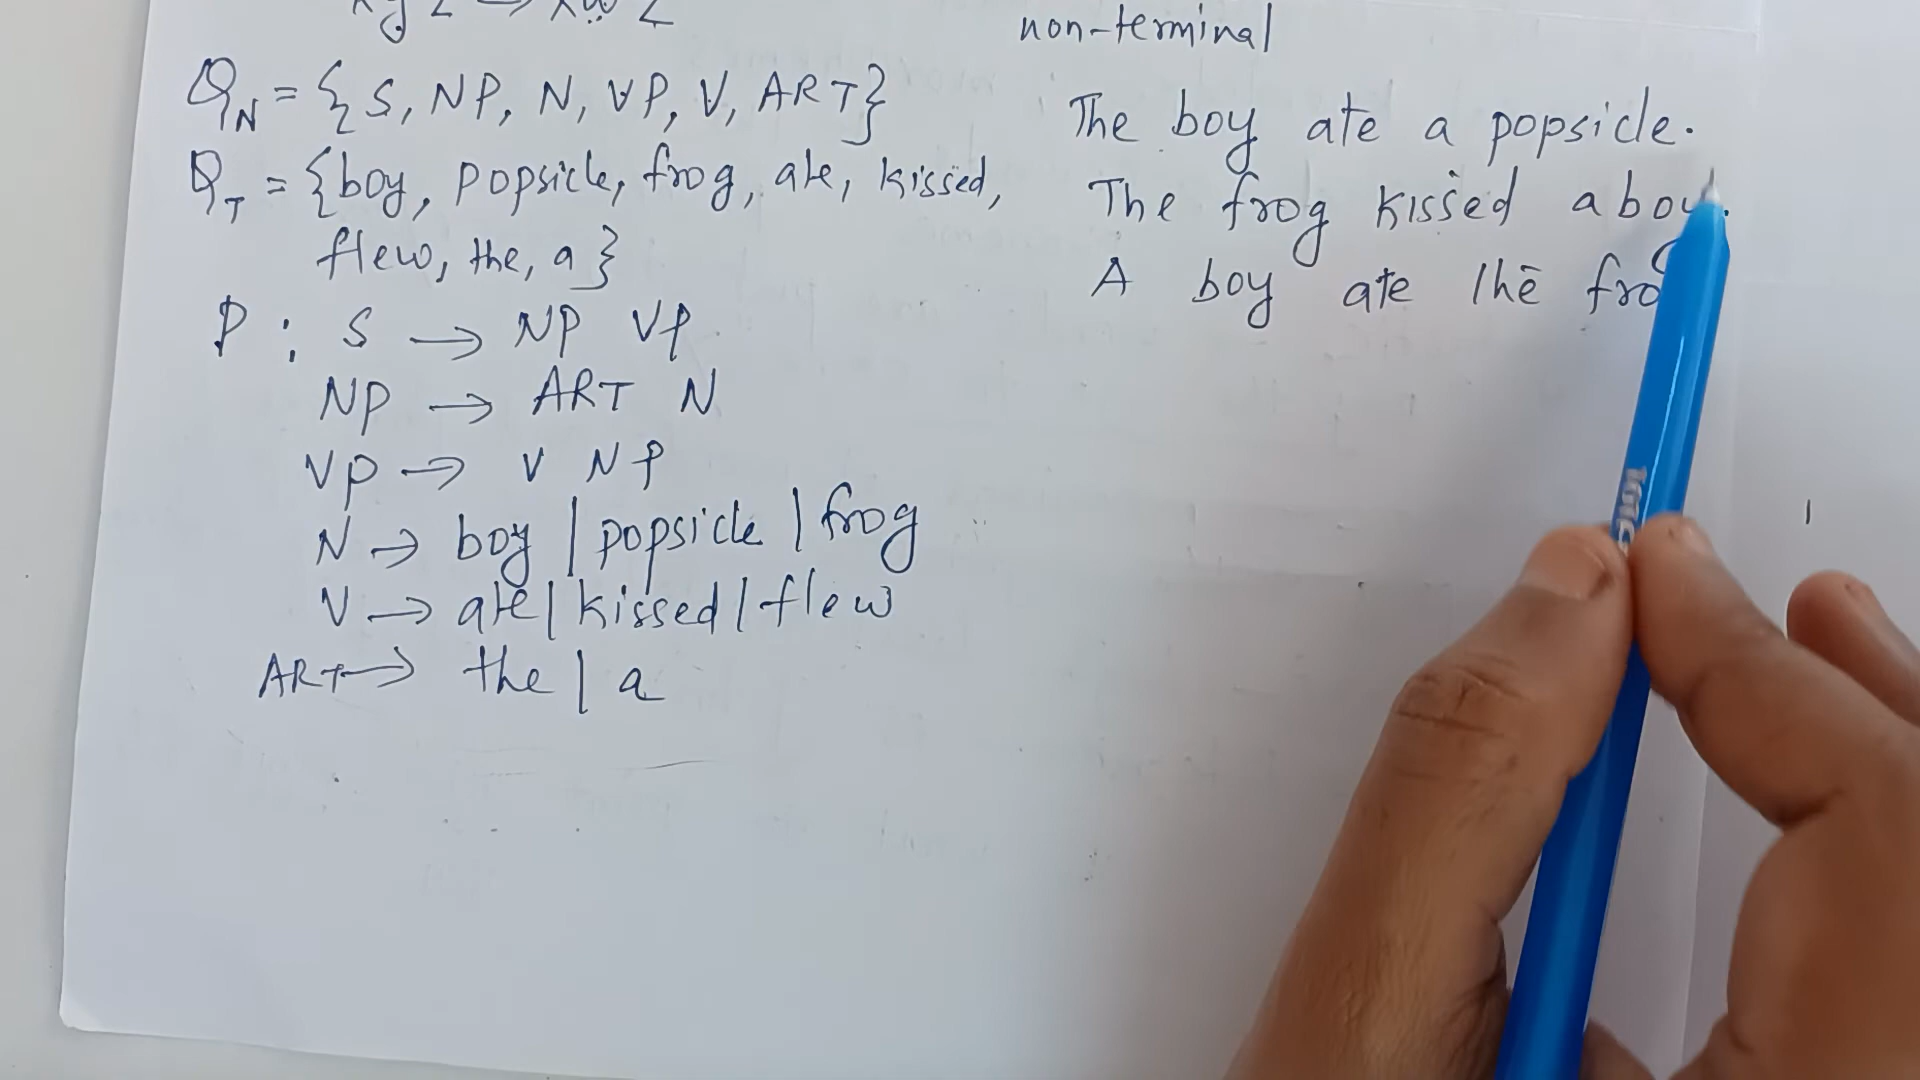 non-terminal
Q_N = {S, NP, N, VP, V, ART}
Q_T = {boy, popsicle, frog, ate, kissed,
flew, the, a}
P : S → NP VP
NP → ART N
VP → V NP
N → boy | popsicle | frog
V → ate | kissed | flew
ART → the | a
The boy ate a popsicle.
The frog kissed a boy.
A boy ate the